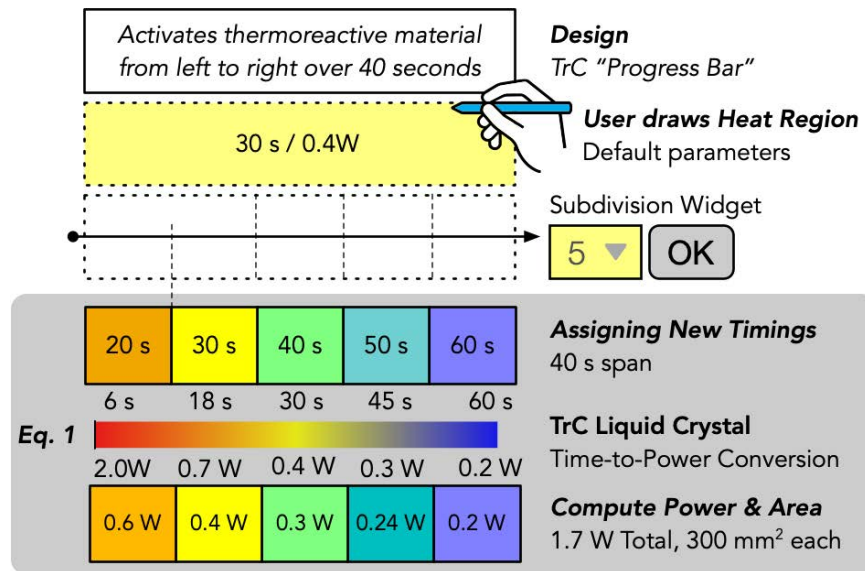 Activates thermoreactive material
from left to right over 40 seconds
Design
TrC “Progress Bar”
30 s / 0.4W
User draws Heat Region
Default parameters
Subdivision Widget
5 ▼ OK
20 s 30 s 40 s 50 s 60 s
Assigning New Timings
40 s span
6 s 18 s 30 s 45 s 60 s
Eq. 1
TrC Liquid Crystal
Time-to-Power Conversion
2.0W 0.7 W 0.4 W 0.3 W 0.2 W
0.6 W 0.4 W 0.3 W 0.24 W 0.2 W
Compute Power & Area
1.7 W Total, 300 mm² each